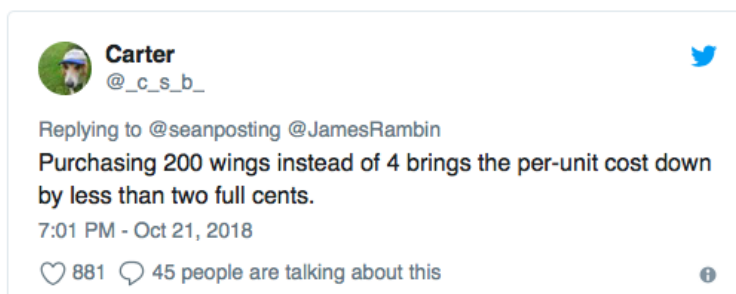 Carter
@_c_s_b_
Replying to @seanposting @JamesRambin
Purchasing 200 wings instead of 4 brings the per-unit cost down
by less than two full cents.
7:01 PM - Oct 21, 2018
881 45 people are talking about this